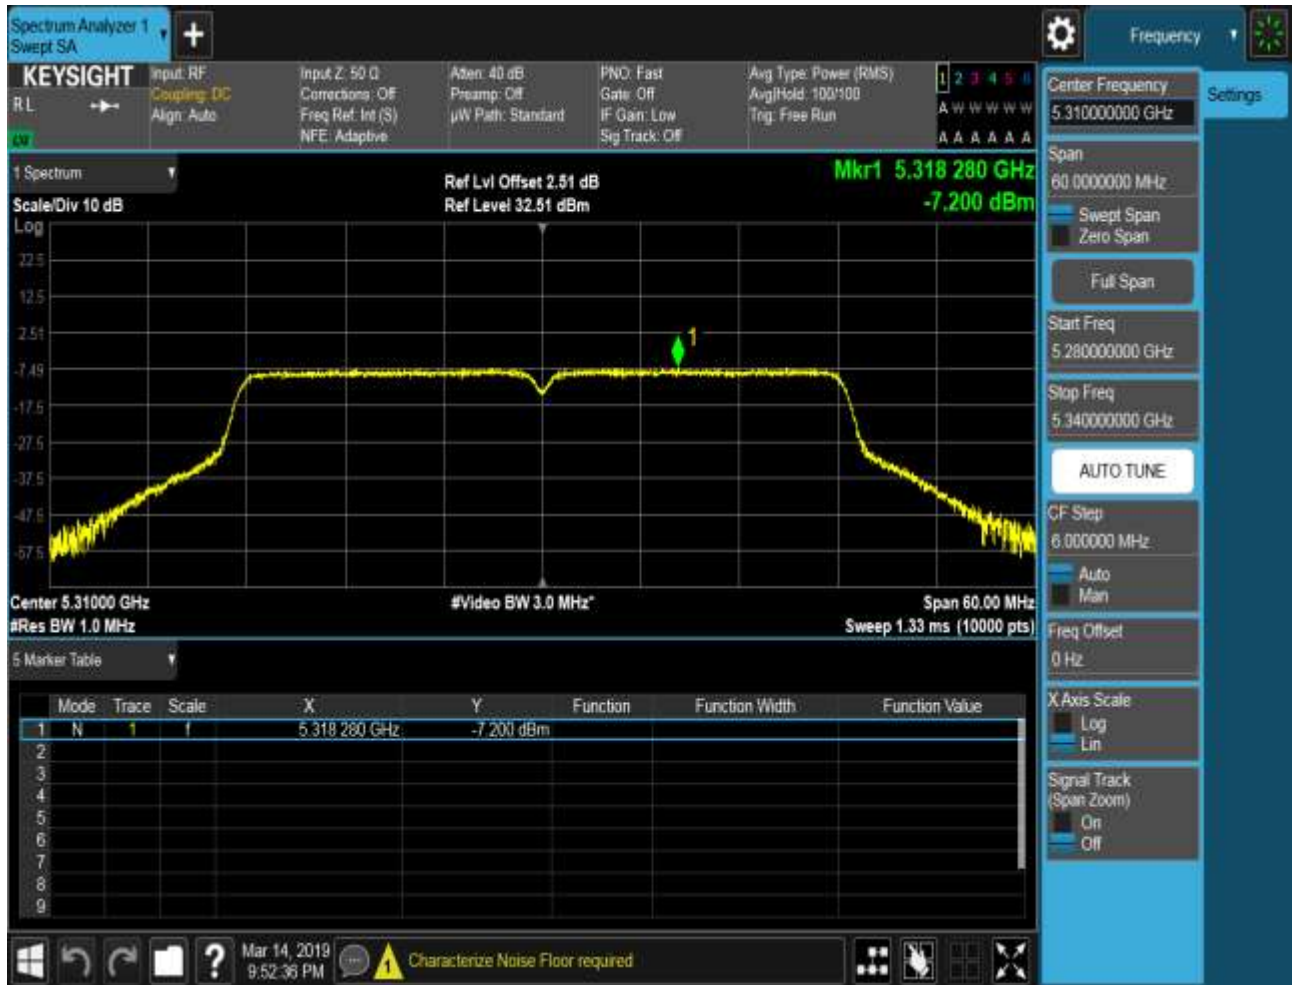 Spectrum Analyzer 1
Swept SA
+
Frequency
KEYSIGHT
RL
Input: RF
Coupling: DC
Align: Auto
Input Z: 50 Ω
Corrections: Off
Freq Ref: Int (S)
NFE: Adaptive
Atten: 40 dB
Preamp: Off
µW Path: Standard
PNO: Fast
Gate: Off
IF Gain: Low
Sig Track: Off
Avg Type: Power (RMS)
Avg|Hold: 100/100
Trig: Free Run
1 2 3 4 5 6
A W W W W W
A A A A A A
1 Spectrum
Scale/Div 10 dB
Ref Lvl Offset 2.51 dB
Ref Level 32.51 dBm
Mkr1 5.318 280 GHz
-7.200 dBm
Log
22.5
12.5
2.51
-7.49
-17.5
-27.5
-37.5
-47.5
-57.5
1
Center 5.31000 GHz
#Res BW 1.0 MHz
#Video BW 3.0 MHz*
Span 60.00 MHz
Sweep 1.33 ms (10000 pts)
5 Marker Table
Mode Trace Scale X Y Function Function Width Function Value
1 N 1 f 5.318 280 GHz -7.200 dBm
2
3
4
5
6
7
8
9
Center Frequency
5.310000000 GHz
Settings
Span
60.0000000 MHz
Swept Span
Zero Span
Full Span
Start Freq
5.280000000 GHz
Stop Freq
5.340000000 GHz
AUTO TUNE
CF Step
6.000000 MHz
Auto
Man
Freq Offset
0 Hz
X Axis Scale
Log
Lin
Signal Track
(Span Zoom)
On
Off
?
Mar 14, 2019
9:52:36 PM
1
Characterize Noise Floor required